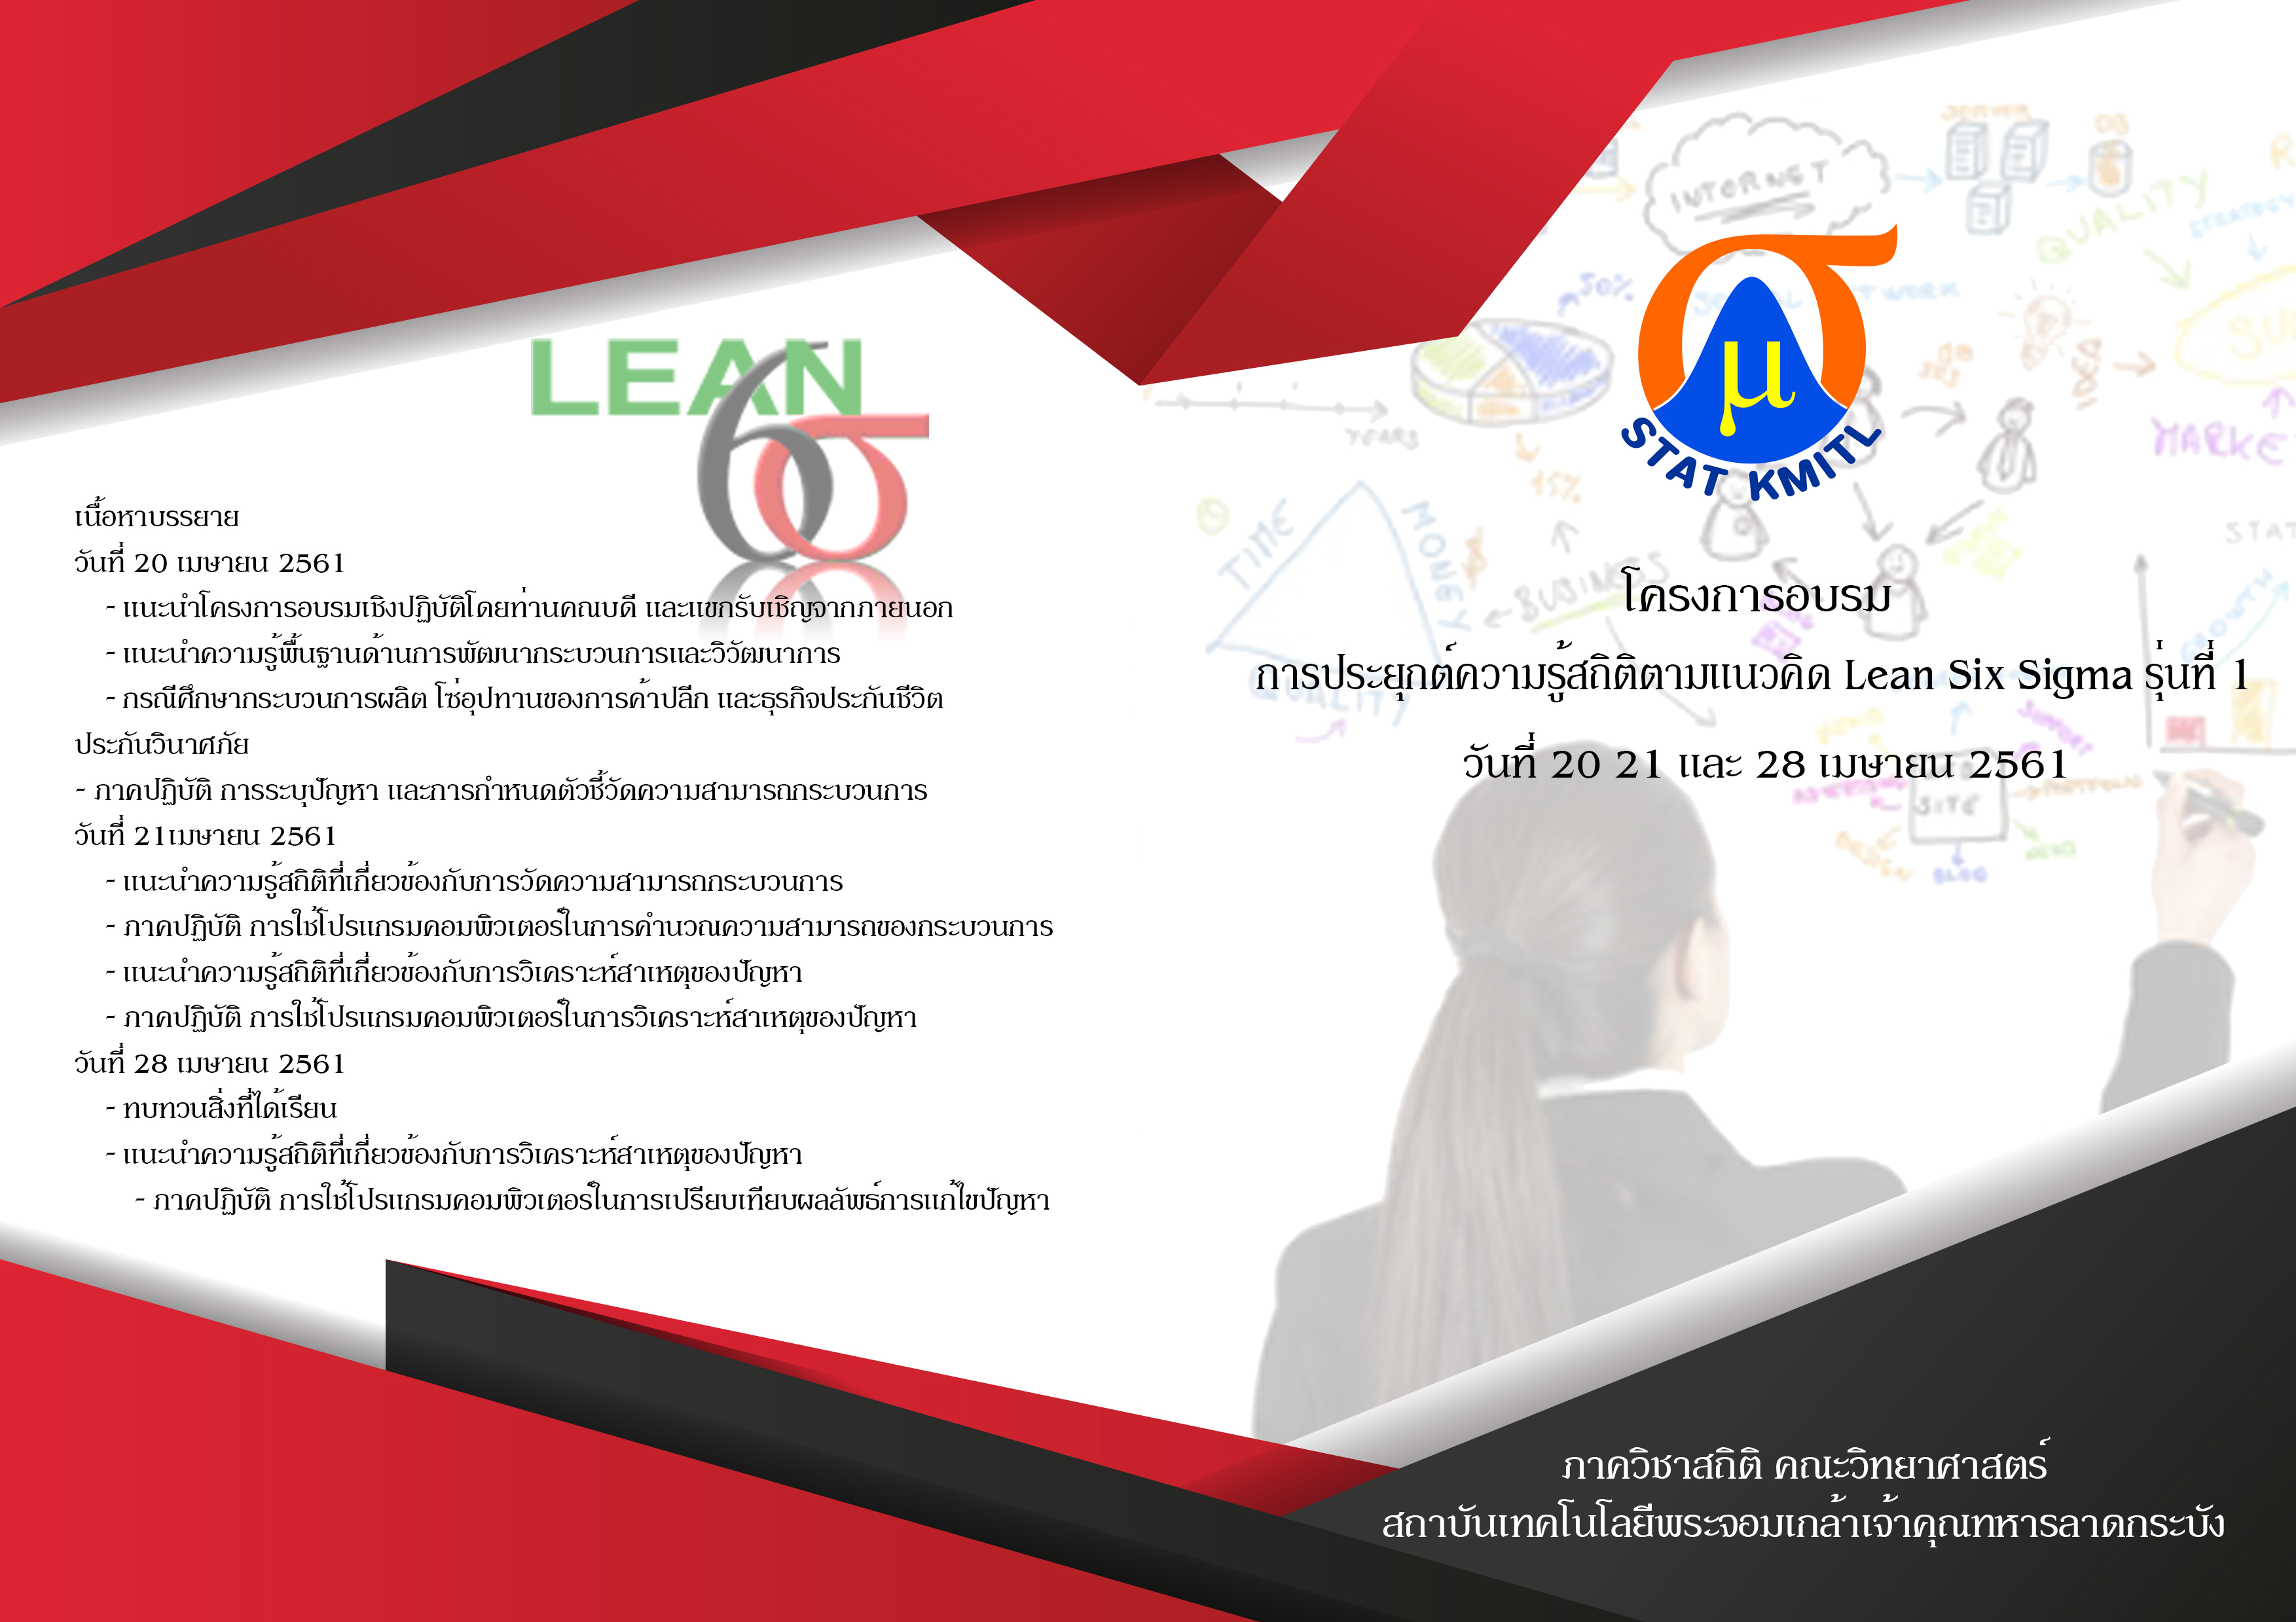 LEAN
6σ
เนื้อหาบรรยาย
วันที่ 20 เมษายน 2561
- แนะนำโครงการอบรมเชิงปฏิบัติโดยท่านคณบดี และแขกรับเชิญจากภายนอก
- แนะนำความรู้พื้นฐานด้านการพัฒนากระบวนการและวิวัฒนาการ
- กรณีศึกษากระบวนการผลิต โซ่อุปทานของการค้าปลีก และธุรกิจประกันชีวิต
ประกันวินาศภัย
- ภาคปฏิบัติ การระบุปัญหา และการกำหนดตัวชี้วัดความสามารถกระบวนการ
วันที่ 21เมษายน 2561
- แนะนำความรู้สถิติที่เกี่ยวข้องกับการวัดความสามารถกระบวนการ
- ภาคปฏิบัติ การใช้โปรแกรมคอมพิวเตอร์ในการคำนวณความสามารถของกระบวนการ
- แนะนำความรู้สถิติที่เกี่ยวข้องกับการวิเคราะห์สาเหตุของปัญหา
- ภาคปฏิบัติ การใช้โปรแกรมคอมพิวเตอร์ในการวิเคราะห์สาเหตุของปัญหา
วันที่ 28 เมษายน 2561
- ทบทวนสิ่งที่ได้เรียน
- แนะนำความรู้สถิติที่เกี่ยวข้องกับการวิเคราะห์สาเหตุของปัญหา
- ภาคปฏิบัติ การใช้โปรแกรมคอมพิวเตอร์ในการเปรียบเทียบผลลัพธ์การแก้ไขปัญหา
INTERNET
SERVER
DB
QUALITY
STRATEGY
50%
σ
μ
STAT KMITL
YEARS
45%
TIME
MONEY
QUALITY
BUSINESS
GROWTH
โครงการอบรม
การประยุกต์ความรู้สถิติตามแนวคิด Lean Six Sigma รุ่นที่ 1
วันที่ 20 21 และ 28 เมษายน 2561
SUPPORT
PORTFOLIO
SITE
DESIGN
BLOG
ภาควิชาสถิติ คณะวิทยาศาสตร์
สถาบันเทคโนโลยีพระจอมเกล้าเจ้าคุณทหารลาดกระบัง